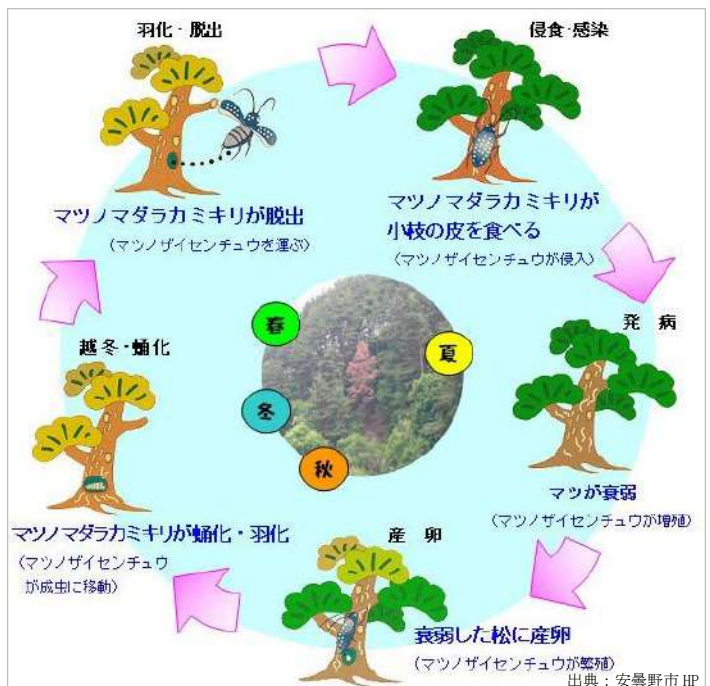 羽化・脱出
マツノマダラカミキリが脱出
(マツノザイセンチュウを運ぶ)
侵食・感染
マツノマダラカミキリが
小枝の皮を食べる
(マツノザイセンチュウが侵入)
発 病
マツが衰弱
(マツノザイセンチュウが増殖)
産 卵
衰弱した松に産卵
(マツノザイセンチュウが繁殖)
越冬・蛹化
マツノマダラカミキリが蛹化・羽化
(マツノザイセンチュウ
が成虫に移動)
春
夏
冬
秋
出典:安曇野市HP